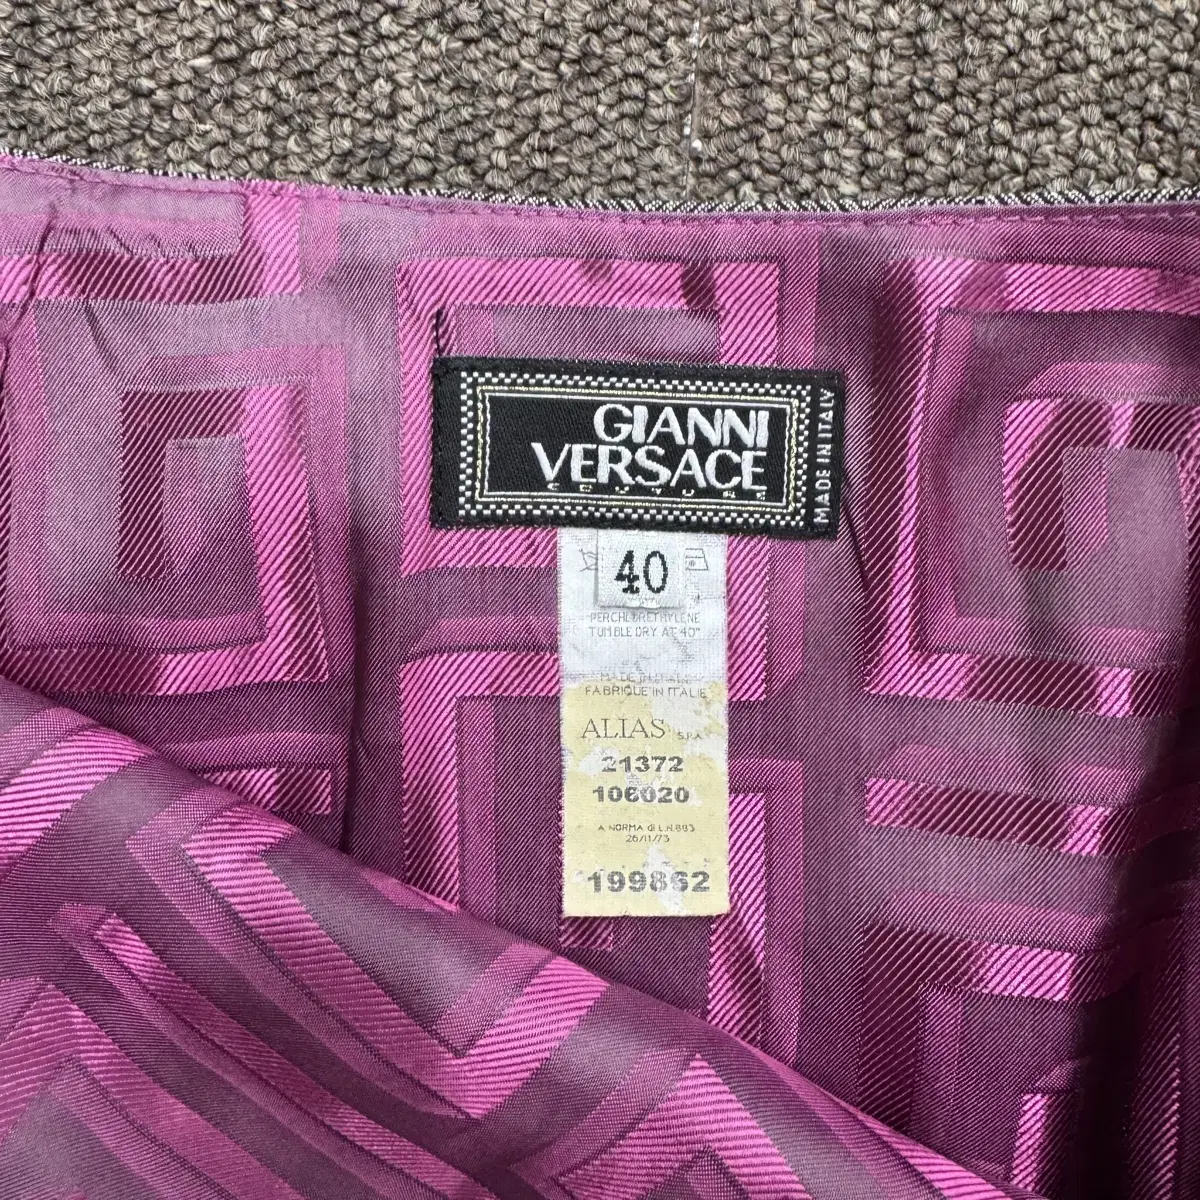 GIANNI
VERSACE
COUTURE
MADE IN ITALY
40
PERCHLORETHYLENE
TUMBLE DRY AT 40°
MADE IN ITALY
FABRIQUE IN ITALIE
ALIAS S.P.A.
21372
106020
A NORMA di L.N.883
26/11/73
199862